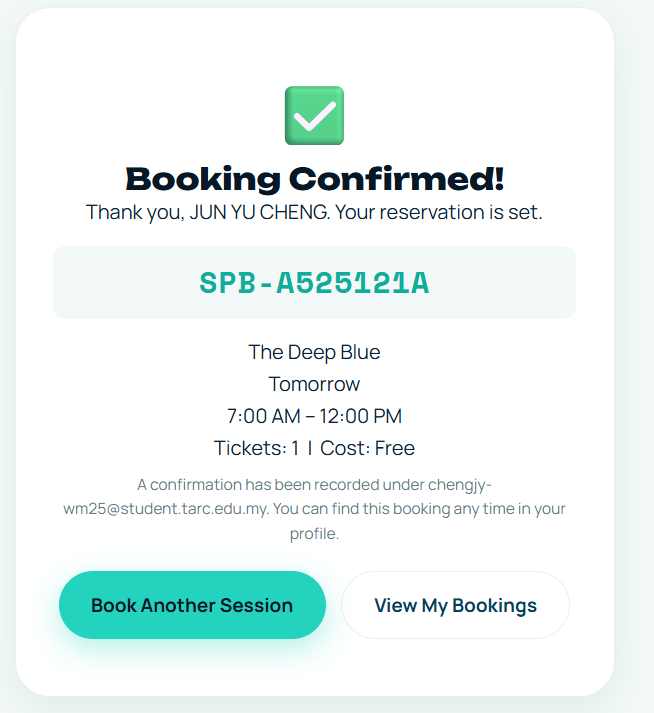 Booking Confirmed!
Thank you, JUN YU CHENG. Your reservation is set.
SPB-A525121A
The Deep Blue
Tomorrow
7:00 AM – 12:00 PM
Tickets: 1 | Cost: Free
A confirmation has been recorded under chengjy-
wm25@student.tarc.edu.my. You can find this booking any time in your
profile.
Book Another Session
View My Bookings